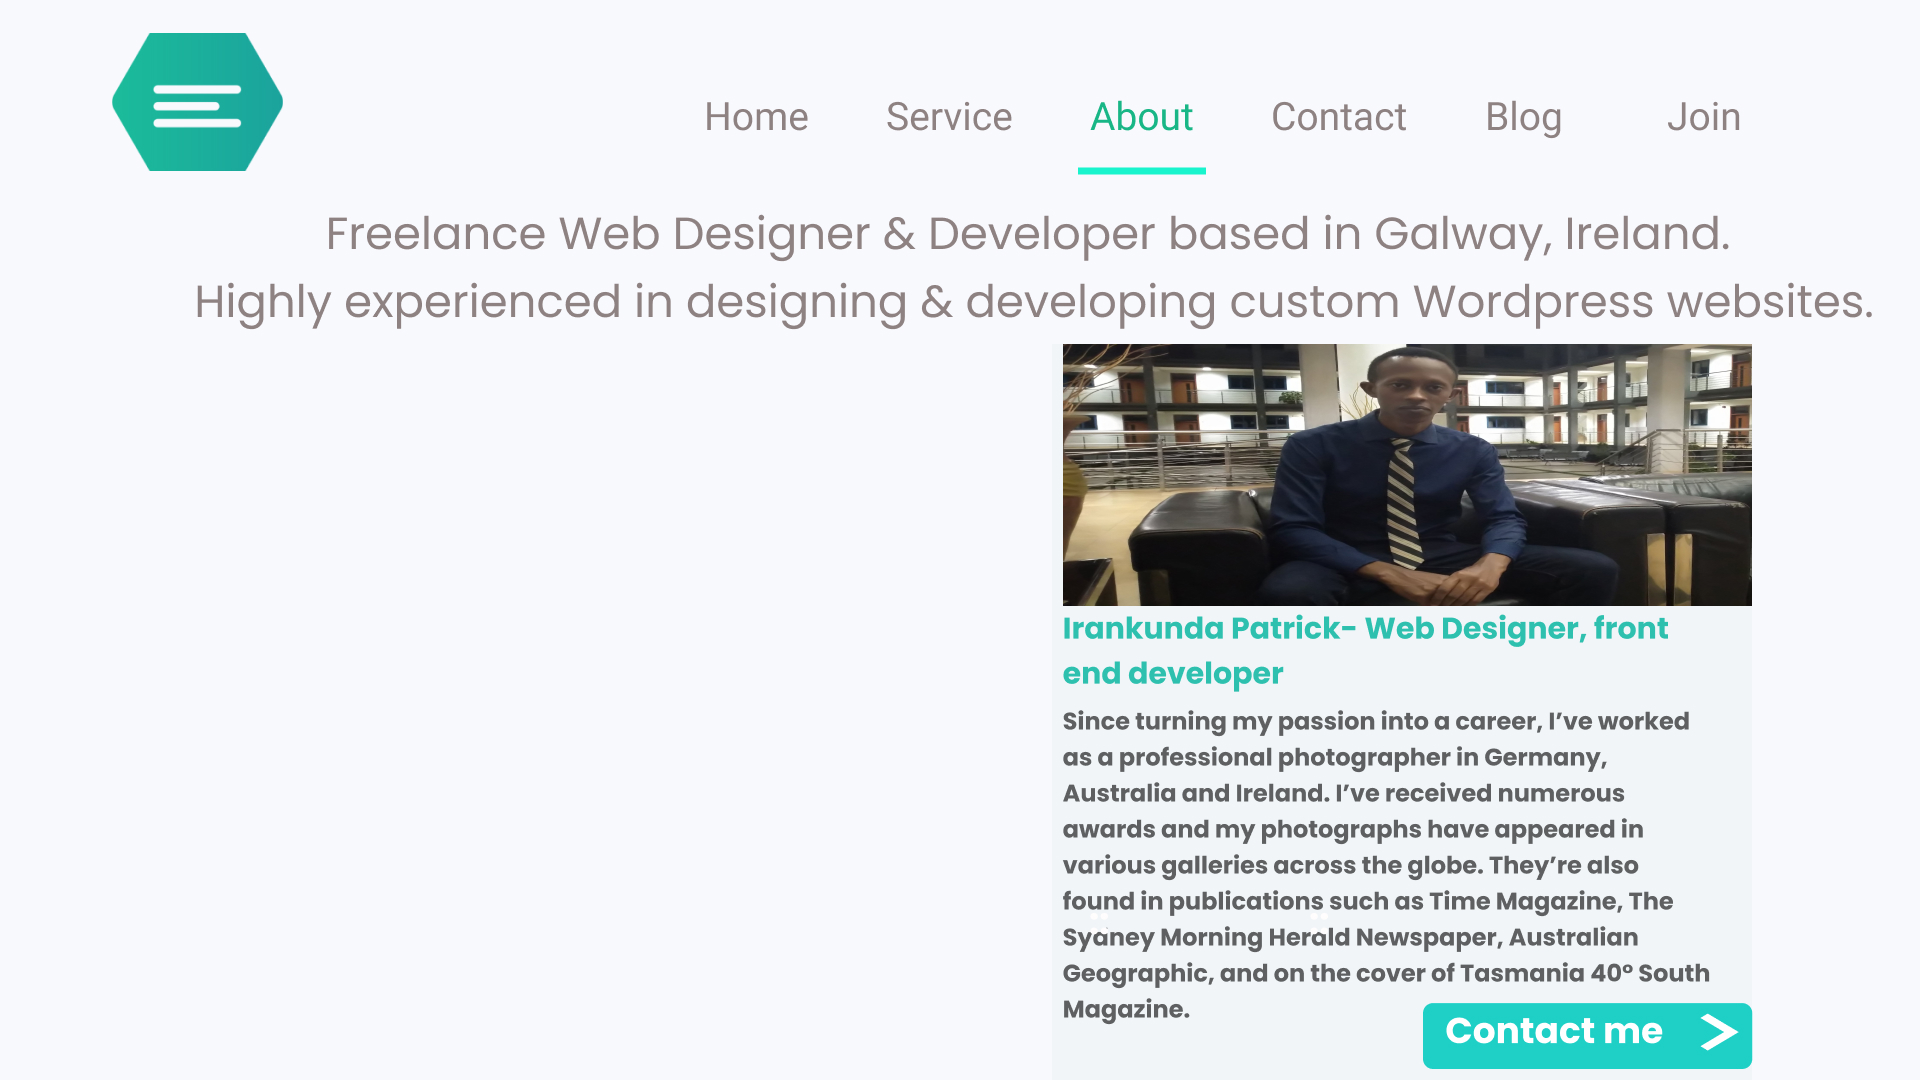 Home Service About Contact Blog Join
Freelance Web Designer & Developer based in Galway, Ireland.
Highly experienced in designing & developing custom Wordpress websites.
Irankunda Patrick- Web Designer, front
end developer
Since turning my passion into a career, I’ve worked
as a professional photographer in Germany,
Australia and Ireland. I’ve received numerous
awards and my photographs have appeared in
various galleries across the globe. They’re also
found in publications such as Time Magazine, The
Sydney Morning Herald Newspaper, Australian
Geographic, and on the cover of Tasmania 40° South
Magazine.
Contact me